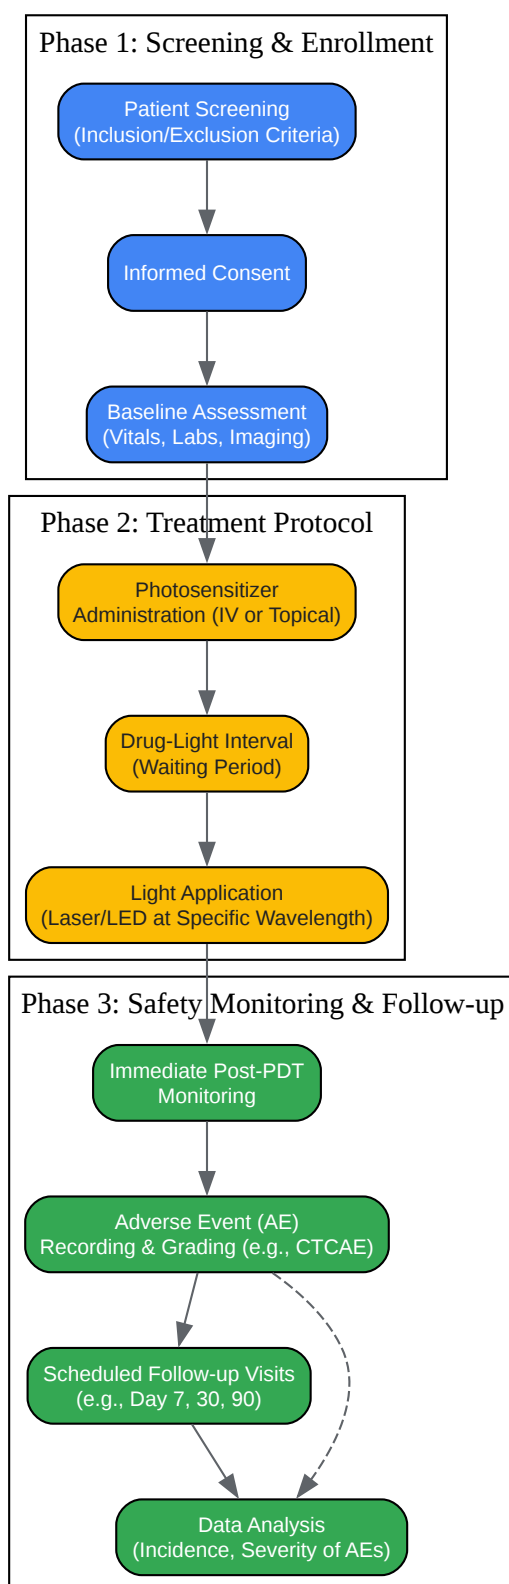 Phase 1: Screening & Enrollment
Patient Screening
(Inclusion/Exclusion Criteria)
Informed Consent
Baseline Assessment
(Vitals, Labs, Imaging)
Phase 2: Treatment Protocol
Photosensitizer
Administration (IV or Topical)
Drug-Light Interval
(Waiting Period)
Light Application
(Laser/LED at Specific Wavelength)
Phase 3: Safety Monitoring & Follow-up
Immediate Post-PDT
Monitoring
Adverse Event (AE)
Recording & Grading (e.g., CTCAE)
Scheduled Follow-up Visits
(e.g., Day 7, 30, 90)
Data Analysis
(Incidence, Severity of AEs)